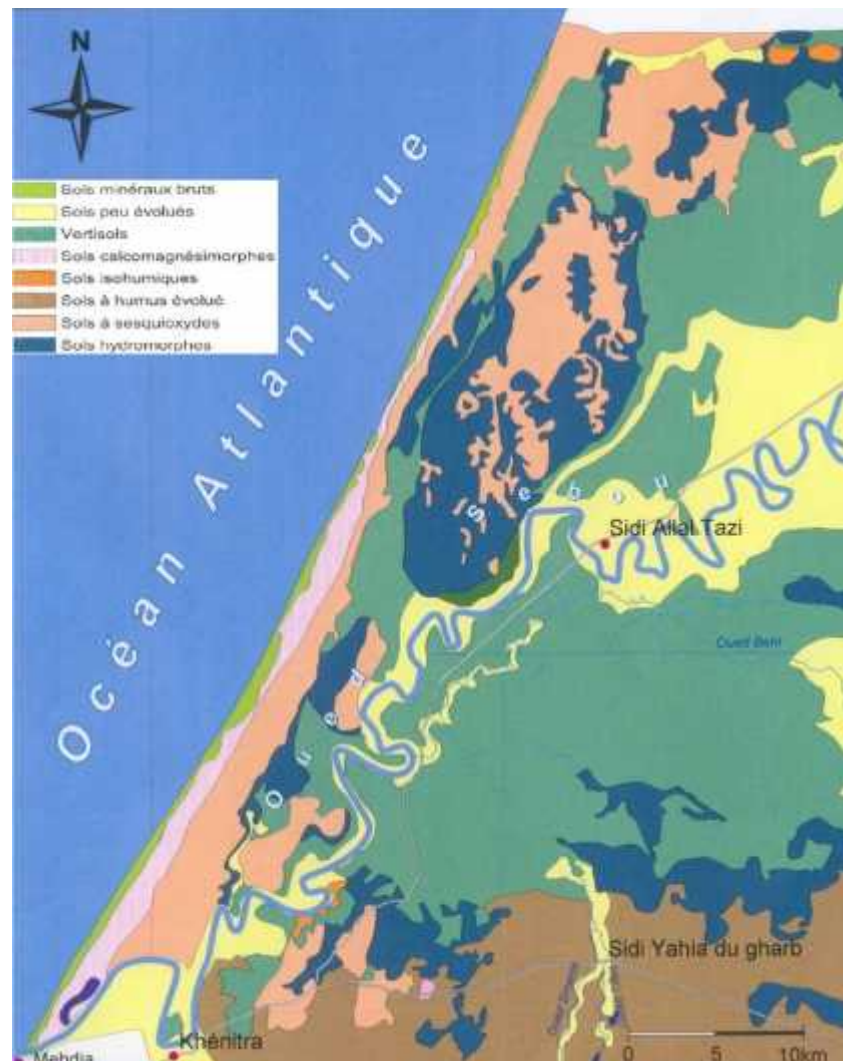 N
Océan Atlantique
Sols minéraux bruts
Sols peu évolués
Vertisols
Sols calcomagnésimorphes
Sols isohumiques
Sols à humus évolué
Sols à sesquioxydes
Sols hydromorphes
Oued Sebou
Sidi Allal Tazi
Oued Beht
Sidi Yahia du gharb
Khénitra
Mehdia
0 5 10km